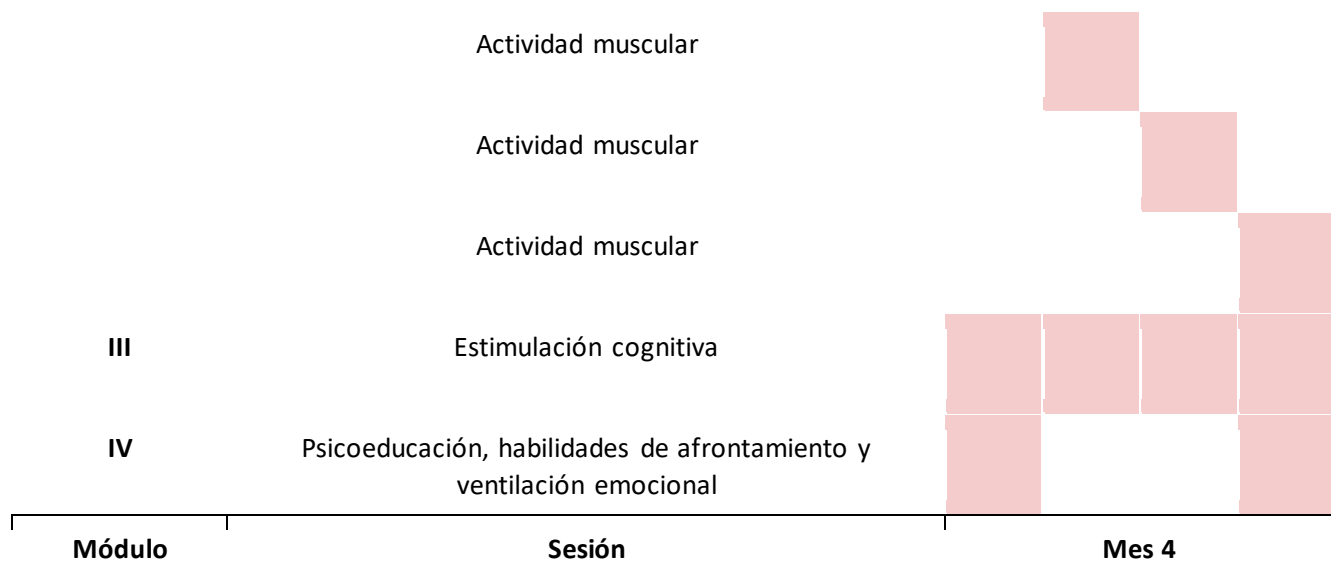 Actividad muscular
Actividad muscular
Actividad muscular
III Estimulación cognitiva
IV Psicoeducación, habilidades de afrontamiento y
ventilación emocional
Módulo Sesión Mes 4